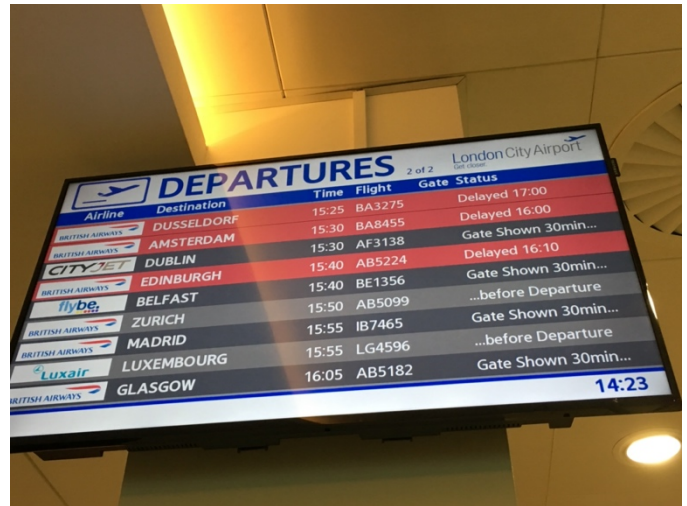 DEPARTURES 2 of 2 London City Airport
Get closer.
Airline Destination Time Flight Gate Status
BRITISH AIRWAYS DUSSELDORF 15:25 BA3275 Delayed 17:00
BRITISH AIRWAYS AMSTERDAM 15:30 BA8455 Delayed 16:00
CITYJET DUBLIN 15:30 AF3138 Gate Shown 30min...
BRITISH AIRWAYS EDINBURGH 15:40 AB5224 Delayed 16:10
flybe. BELFAST 15:40 BE1356 Gate Shown 30min...
BRITISH AIRWAYS ZURICH 15:50 AB5099 ...before Departure
BRITISH AIRWAYS MADRID 15:55 IB7465 Gate Shown 30min...
Luxair LUXEMBOURG 15:55 LG4596 ...before Departure
BRITISH AIRWAYS GLASGOW 16:05 AB5182 Gate Shown 30min...
14:23